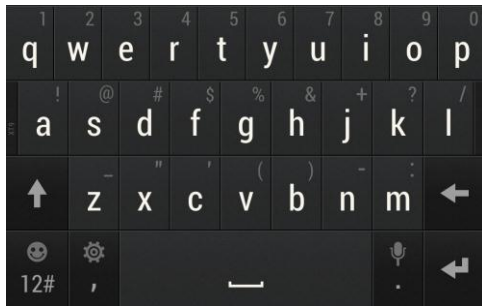 1 2 3 4 5 6 7 8 9 0
q w e r t y u i o p
! @ # $ % & + ? /
a s d f g h j k l
_ " ' ( ) - :
z x c v b n m
12# , .